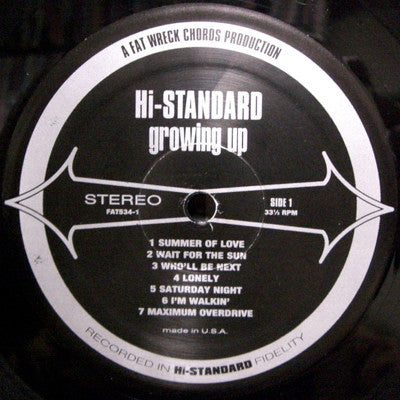 A FAT WRECK CHORDS PRODUCTION
Hi-STANDARD
growing up
STEREO
FAT534-1
SIDE 1
33⅓ RPM
1 SUMMER OF LOVE
2 WAIT FOR THE SUN
3 WHO'LL BE NEXT
4 LONELY
5 SATURDAY NIGHT
6 I'M WALKIN'
7 MAXIMUM OVERDRIVE
made in U.S.A.
RECORDED IN Hi-STANDARD FIDELITY